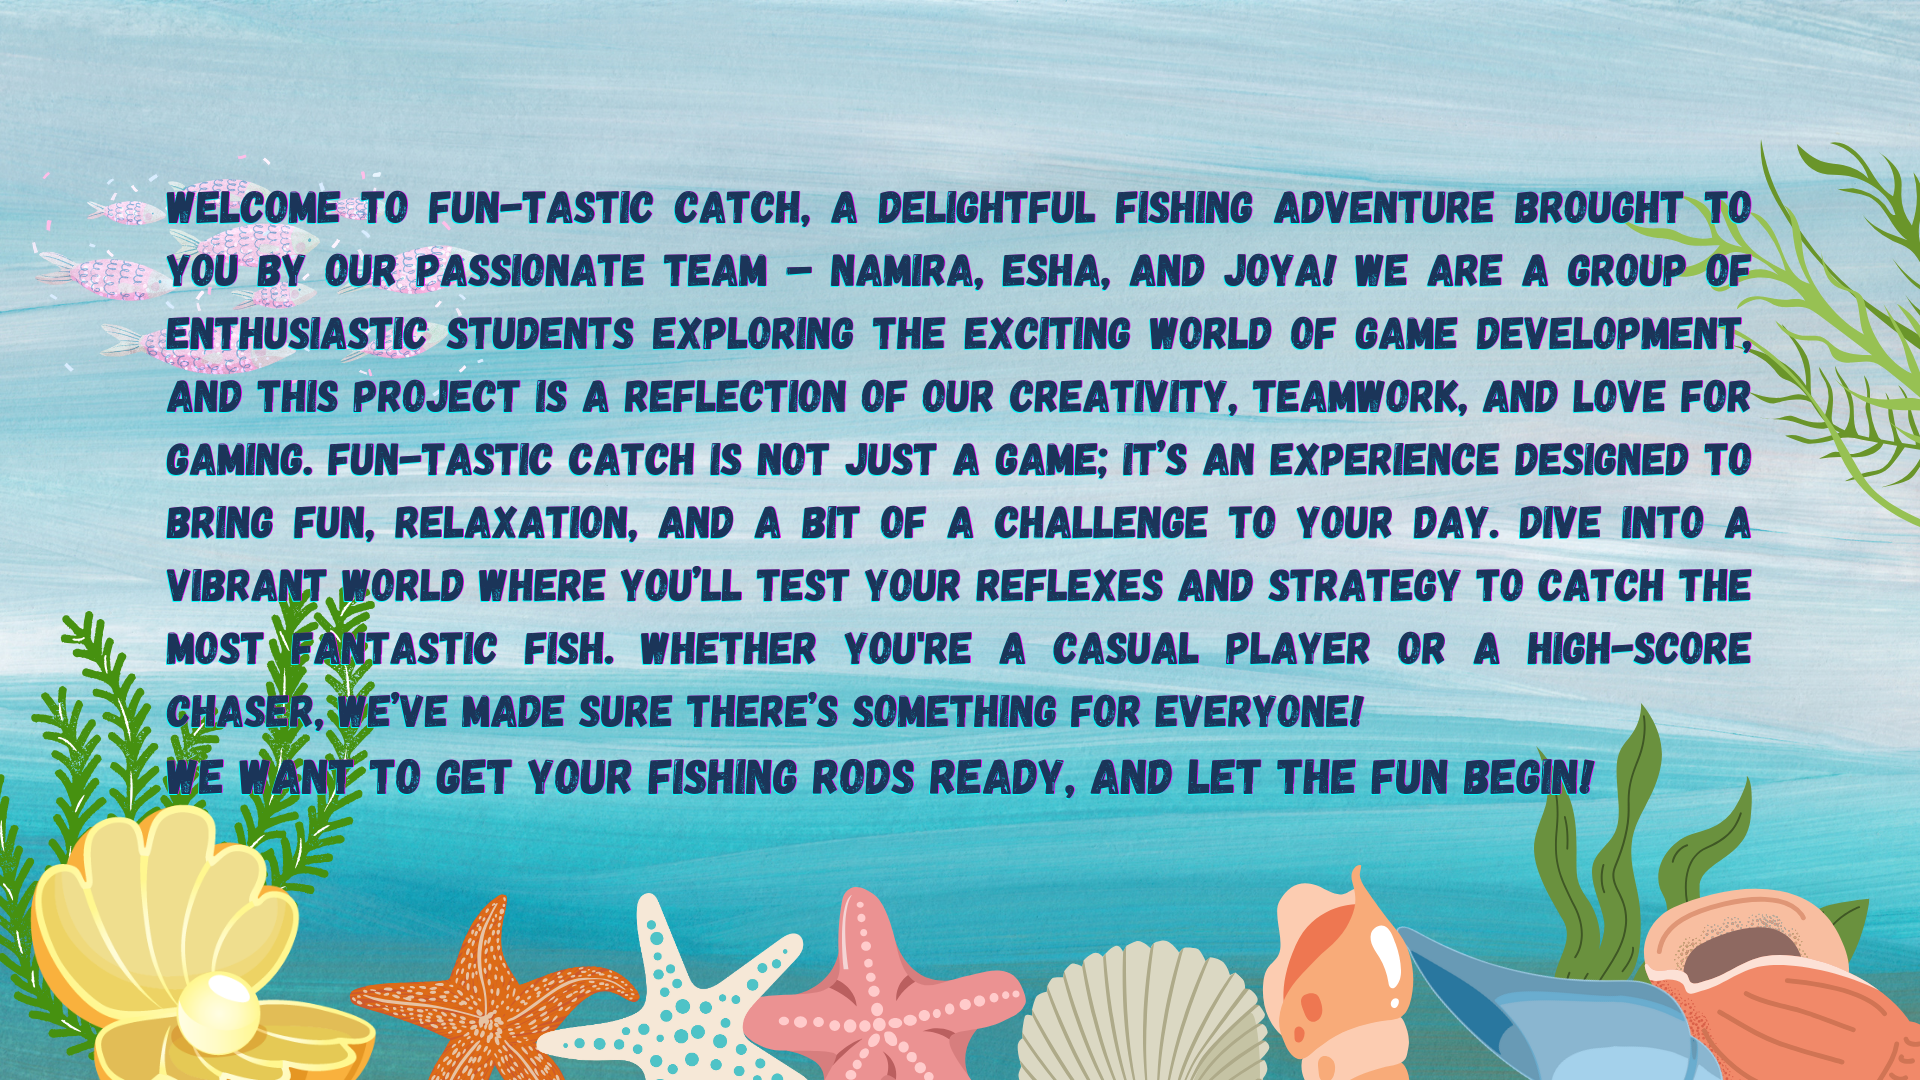 WELCOME TO FUN-TASTIC CATCH, A DELIGHTFUL FISHING ADVENTURE BROUGHT TO
YOU BY OUR PASSIONATE TEAM – NAMIRA, ESHA, AND JOYA! WE ARE A GROUP OF
ENTHUSIASTIC STUDENTS EXPLORING THE EXCITING WORLD OF GAME DEVELOPMENT,
AND THIS PROJECT IS A REFLECTION OF OUR CREATIVITY, TEAMWORK, AND LOVE FOR
GAMING. FUN-TASTIC CATCH IS NOT JUST A GAME; IT’S AN EXPERIENCE DESIGNED TO
BRING FUN, RELAXATION, AND A BIT OF A CHALLENGE TO YOUR DAY. DIVE INTO A
VIBRANT WORLD WHERE YOU’LL TEST YOUR REFLEXES AND STRATEGY TO CATCH THE
MOST FANTASTIC FISH. WHETHER YOU'RE A CASUAL PLAYER OR A HIGH-SCORE
CHASER, WE’VE MADE SURE THERE’S SOMETHING FOR EVERYONE!
WE WANT TO GET YOUR FISHING RODS READY, AND LET THE FUN BEGIN!